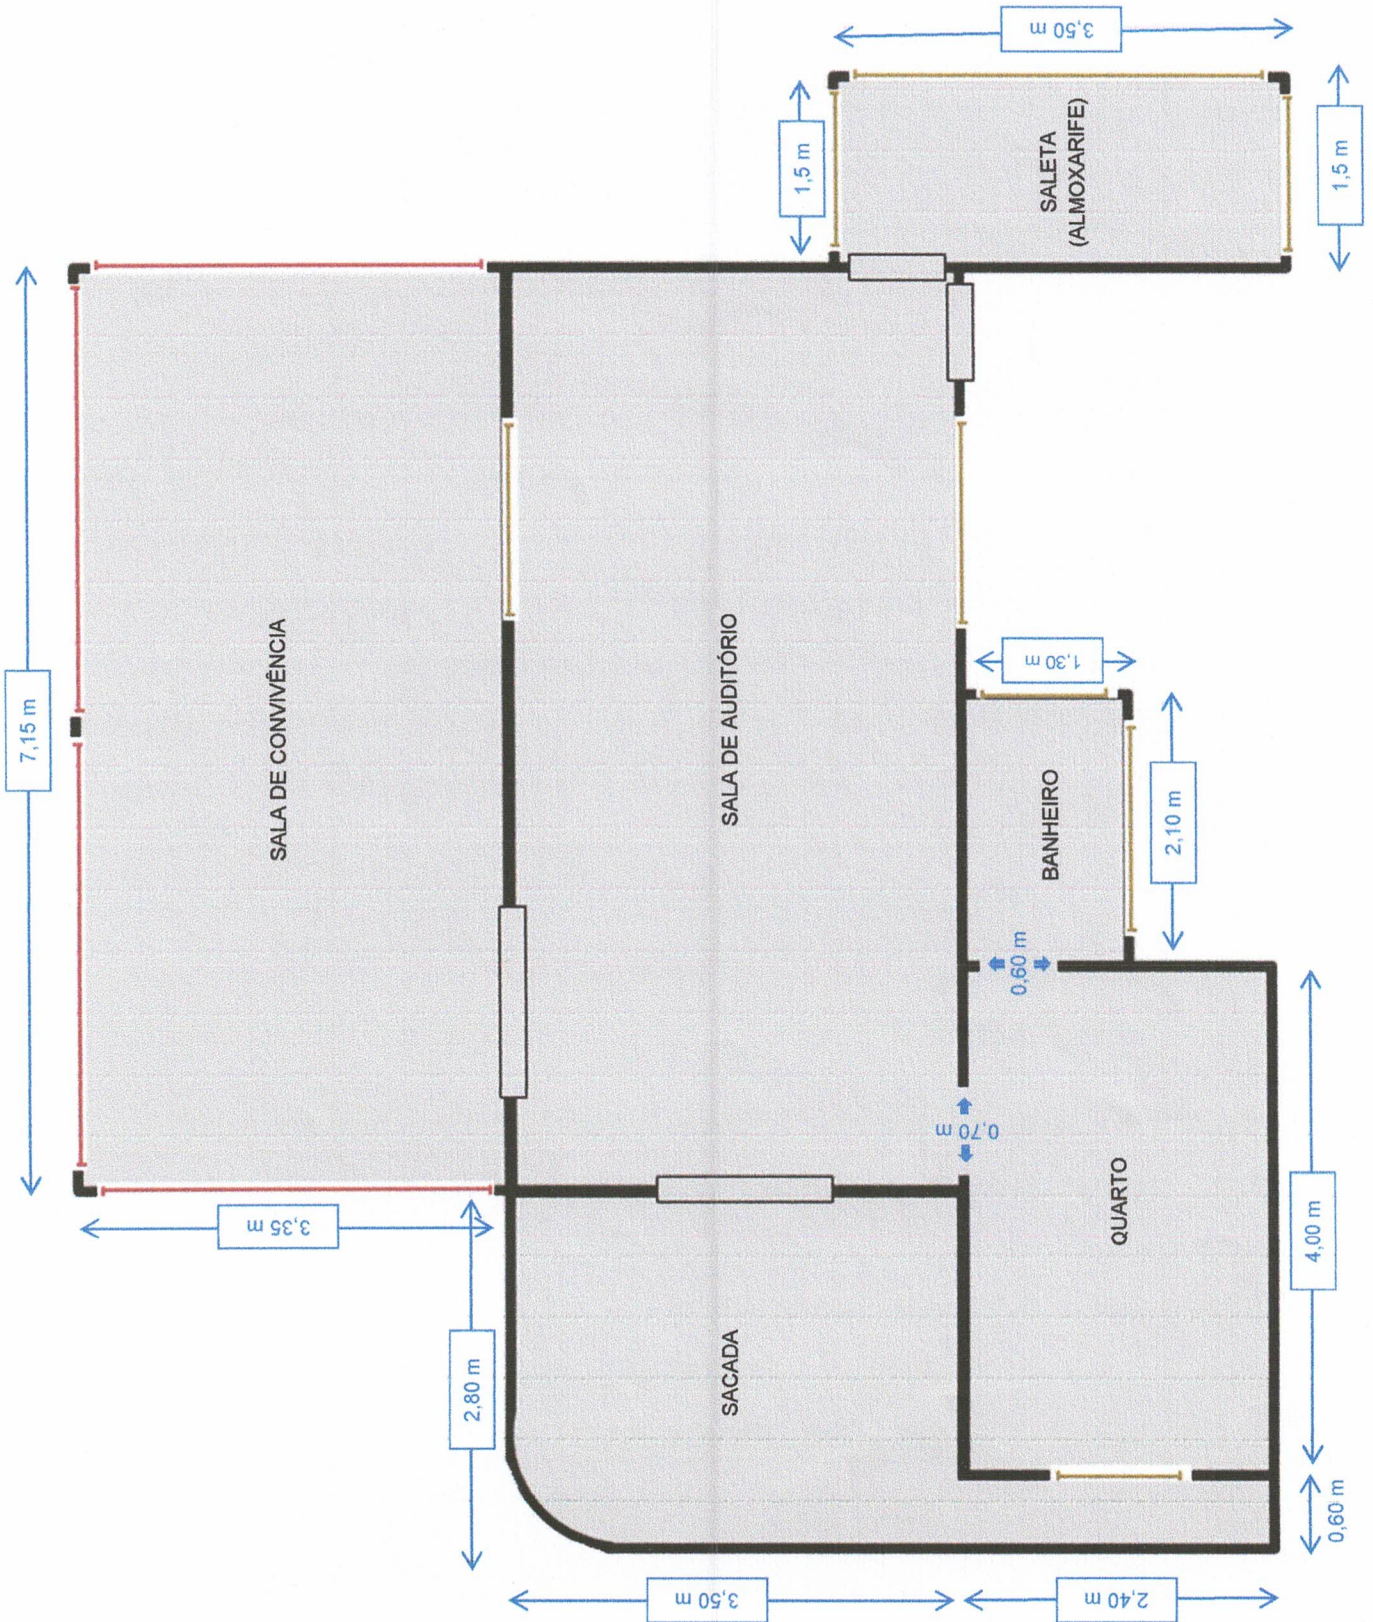 7,15 m
3,35 m
SALA DE CONVIVÊNCIA
2,80 m
SACADA
SALA DE AUDITÓRIO
3,50 m
2,40 m
0,60 m
QUARTO
4,00 m
0,70 m
0,60 m
BANHEIRO
2,10 m
1,30 m
1,5 m
SALETA
(ALMOXARIFE)
3,50 m
1,5 m